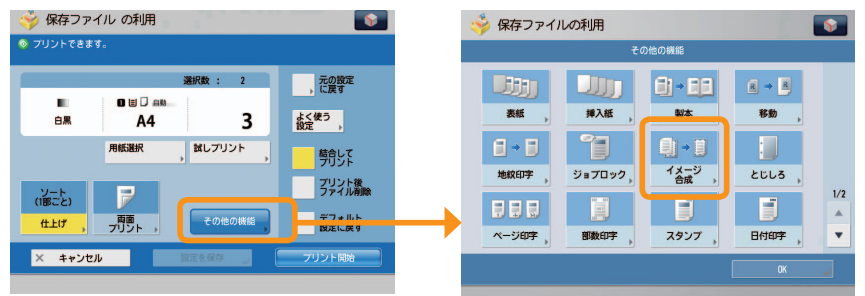 保存ファイル の利用
プリントできます。
選択数 : 2
白黒
1 自動
A4
3
用紙選択
試しプリント
元の設定
に戻す
よく使う
設定
結合して
プリント
プリント後
ファイル削除
デフォルト
設定に戻す
ソート
(1部ごと)
仕上げ
両面
プリント
その他の機能
× キャンセル
設定を保存
プリント開始
保存ファイルの利用
その他の機能
表紙
挿入紙
製本
移動
地紋印字
ジョブロック
イメージ
合成
とじしろ
ページ印字
部数印字
スタンプ
日付印字
1/2
OK